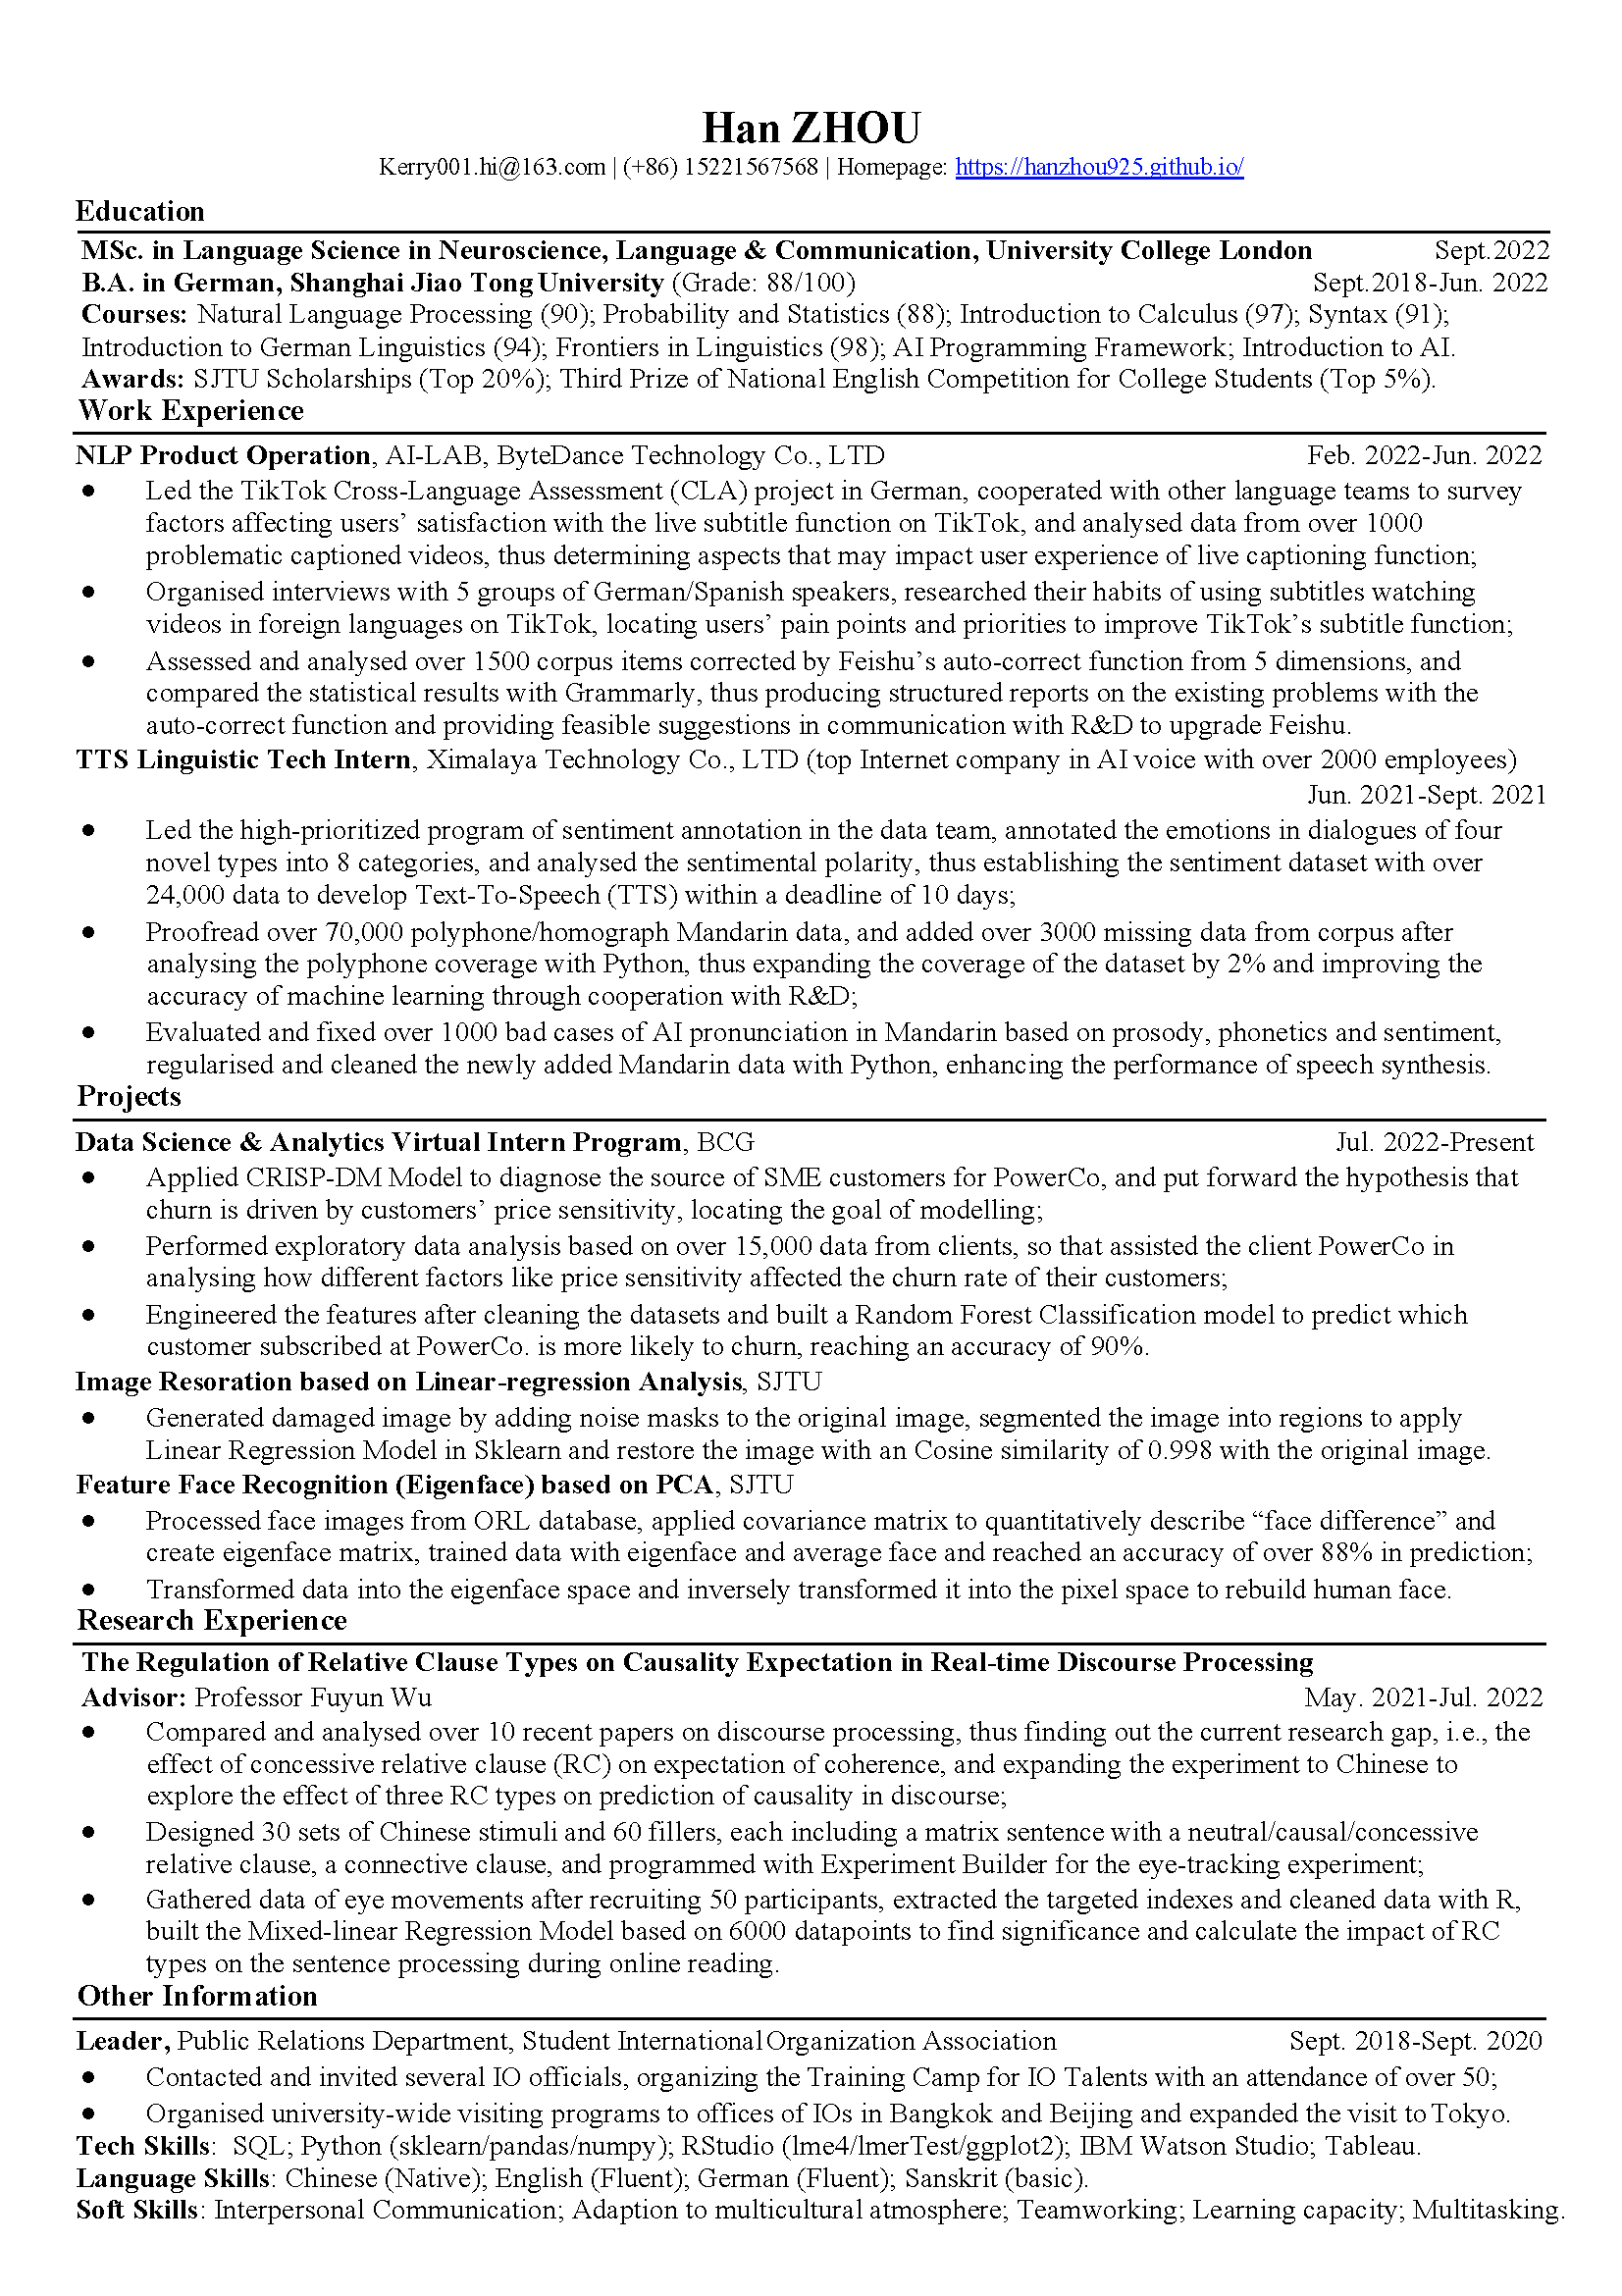 Han ZHOU
Kerry001.hi@163.com | (+86) 15221567568 | Homepage: https://hanzhou925.github.io/
Education
MSc. in Language Science in Neuroscience, Language & Communication, University College London Sept.2022
B.A. in German, Shanghai Jiao Tong University (Grade: 88/100) Sept.2018-Jun. 2022
Courses: Natural Language Processing (90); Probability and Statistics (88); Introduction to Calculus (97); Syntax (91);
Introduction to German Linguistics (94); Frontiers in Linguistics (98); AI Programming Framework; Introduction to AI.
Awards: SJTU Scholarships (Top 20%); Third Prize of National English Competition for College Students (Top 5%).
Work Experience
NLP Product Operation, AI-LAB, ByteDance Technology Co., LTD Feb. 2022-Jun. 2022
● Led the TikTok Cross-Language Assessment (CLA) project in German, cooperated with other language teams to survey
factors affecting users' satisfaction with the live subtitle function on TikTok, and analysed data from over 1000
problematic captioned videos, thus determining aspects that may impact user experience of live captioning function;
● Organised interviews with 5 groups of German/Spanish speakers, researched their habits of using subtitles watching
videos in foreign languages on TikTok, locating users' pain points and priorities to improve TikTok's subtitle function;
● Assessed and analysed over 1500 corpus items corrected by Feishu's auto-correct function from 5 dimensions, and
compared the statistical results with Grammarly, thus producing structured reports on the existing problems with the
auto-correct function and providing feasible suggestions in communication with R&D to upgrade Feishu.
TTS Linguistic Tech Intern, Ximalaya Technology Co., LTD (top Internet company in AI voice with over 2000 employees)
Jun. 2021-Sept. 2021
● Led the high-prioritized program of sentiment annotation in the data team, annotated the emotions in dialogues of four
novel types into 8 categories, and analysed the sentimental polarity, thus establishing the sentiment dataset with over
24,000 data to develop Text-To-Speech (TTS) within a deadline of 10 days;
● Proofread over 70,000 polyphone/homograph Mandarin data, and added over 3000 missing data from corpus after
analysing the polyphone coverage with Python, thus expanding the coverage of the dataset by 2% and improving the
accuracy of machine learning through cooperation with R&D;
● Evaluated and fixed over 1000 bad cases of AI pronunciation in Mandarin based on prosody, phonetics and sentiment,
regularised and cleaned the newly added Mandarin data with Python, enhancing the performance of speech synthesis.
Projects
Data Science & Analytics Virtual Intern Program, BCG Jul. 2022-Present
● Applied CRISP-DM Model to diagnose the source of SME customers for PowerCo, and put forward the hypothesis that
churn is driven by customers' price sensitivity, locating the goal of modelling;
● Performed exploratory data analysis based on over 15,000 data from clients, so that assisted the client PowerCo in
analysing how different factors like price sensitivity affected the churn rate of their customers;
● Engineered the features after cleaning the datasets and built a Random Forest Classification model to predict which
customer subscribed at PowerCo. is more likely to churn, reaching an accuracy of 90%.
Image Resoration based on Linear-regression Analysis, SJTU
● Generated damaged image by adding noise masks to the original image, segmented the image into regions to apply
Linear Regression Model in Sklearn and restore the image with an Cosine similarity of 0.998 with the original image.
Feature Face Recognition (Eigenface) based on PCA, SJTU
● Processed face images from ORL database, applied covariance matrix to quantitatively describe “face difference” and
create eigenface matrix, trained data with eigenface and average face and reached an accuracy of over 88% in prediction;
● Transformed data into the eigenface space and inversely transformed it into the pixel space to rebuild human face.
Research Experience
The Regulation of Relative Clause Types on Causality Expectation in Real-time Discourse Processing
Advisor: Professor Fuyun Wu May. 2021-Jul. 2022
● Compared and analysed over 10 recent papers on discourse processing, thus finding out the current research gap, i.e., the
effect of concessive relative clause (RC) on expectation of coherence, and expanding the experiment to Chinese to
explore the effect of three RC types on prediction of causality in discourse;
● Designed 30 sets of Chinese stimuli and 60 fillers, each including a matrix sentence with a neutral/causal/concessive
relative clause, a connective clause, and programmed with Experiment Builder for the eye-tracking experiment;
● Gathered data of eye movements after recruiting 50 participants, extracted the targeted indexes and cleaned data with R,
built the Mixed-linear Regression Model based on 6000 datapoints to find significance and calculate the impact of RC
types on the sentence processing during online reading.
Other Information
Leader, Public Relations Department, Student International Organization Association Sept. 2018-Sept. 2020
● Contacted and invited several IO officials, organizing the Training Camp for IO Talents with an attendance of over 50;
● Organised university-wide visiting programs to offices of IOs in Bangkok and Beijing and expanded the visit to Tokyo.
Tech Skills: SQL; Python (sklearn/pandas/numpy); RStudio (lme4/lmerTest/ggplot2); IBM Watson Studio; Tableau.
Language Skills: Chinese (Native); English (Fluent); German (Fluent); Sanskrit (basic).
Soft Skills: Interpersonal Communication; Adaption to multicultural atmosphere; Teamworking; Learning capacity; Multitasking.